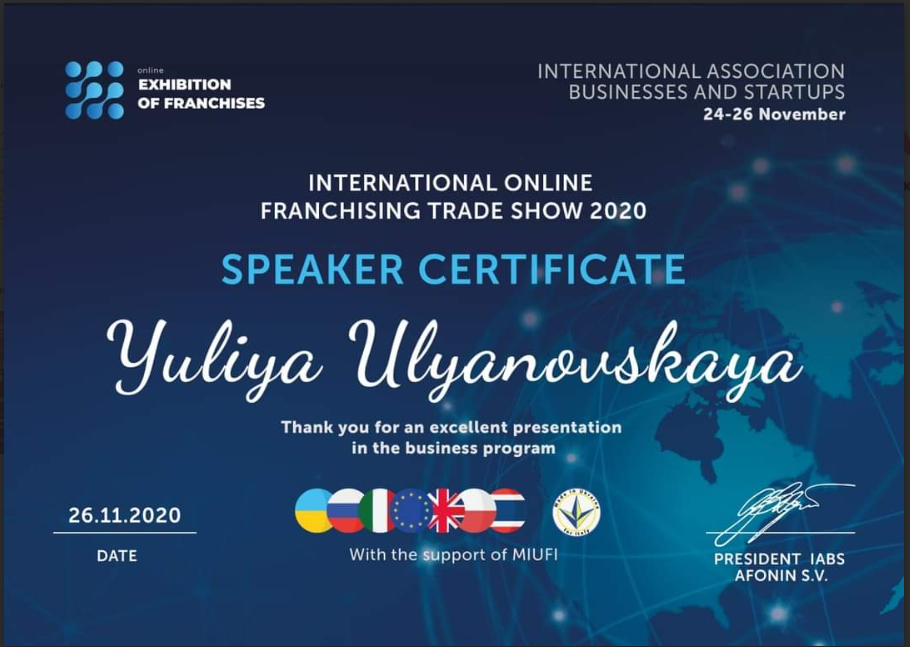 online
EXHIBITION
OF FRANCHISES
INTERNATIONAL ASSOCIATION
BUSINESSES AND STARTUPS
24-26 November
INTERNATIONAL ONLINE
FRANCHISING TRADE SHOW 2020
SPEAKER CERTIFICATE
Yuliya Ulyanovskaya
Thank you for an excellent presentation
in the business program
26.11.2020
DATE
With the support of MIUFI
PRESIDENT IABS
AFONIN S.V.